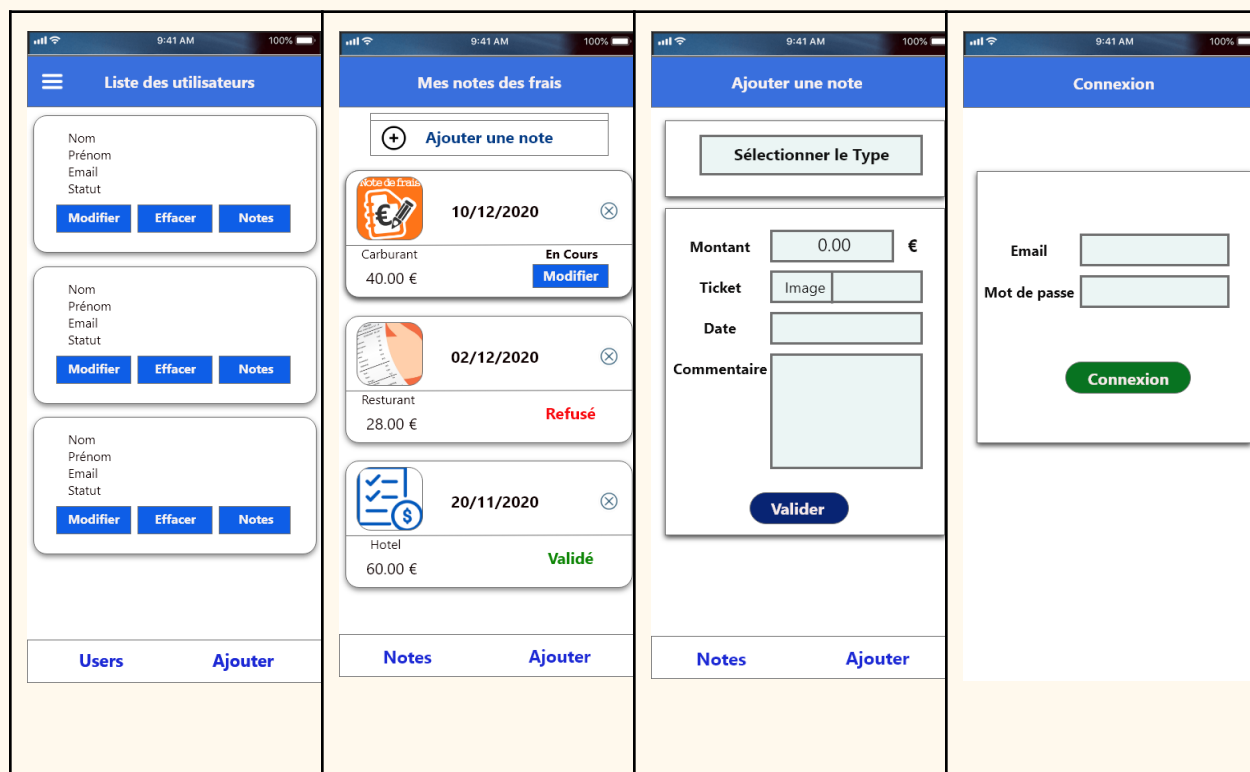 9:41 AM 100%
Liste des utilisateurs
Nom
Prénom
Email
Statut
Modifier Effacer Notes
Nom
Prénom
Email
Statut
Modifier Effacer Notes
Nom
Prénom
Email
Statut
Modifier Effacer Notes
Users Ajouter
9:41 AM 100%
Mes notes des frais
Ajouter une note
Note de frais
€
10/12/2020
Carburant En Cours
40.00 € Modifier
02/12/2020
Resturant
Refusé
28.00 €
$
20/11/2020
Hotel
Validé
60.00 €
Notes Ajouter
9:41 AM 100%
Ajouter une note
Sélectionner le Type
Montant 0.00 €
Ticket Image
Date
Commentaire
Valider
Notes Ajouter
9:41 AM 100%
Connexion
Email
Mot de passe
Connexion